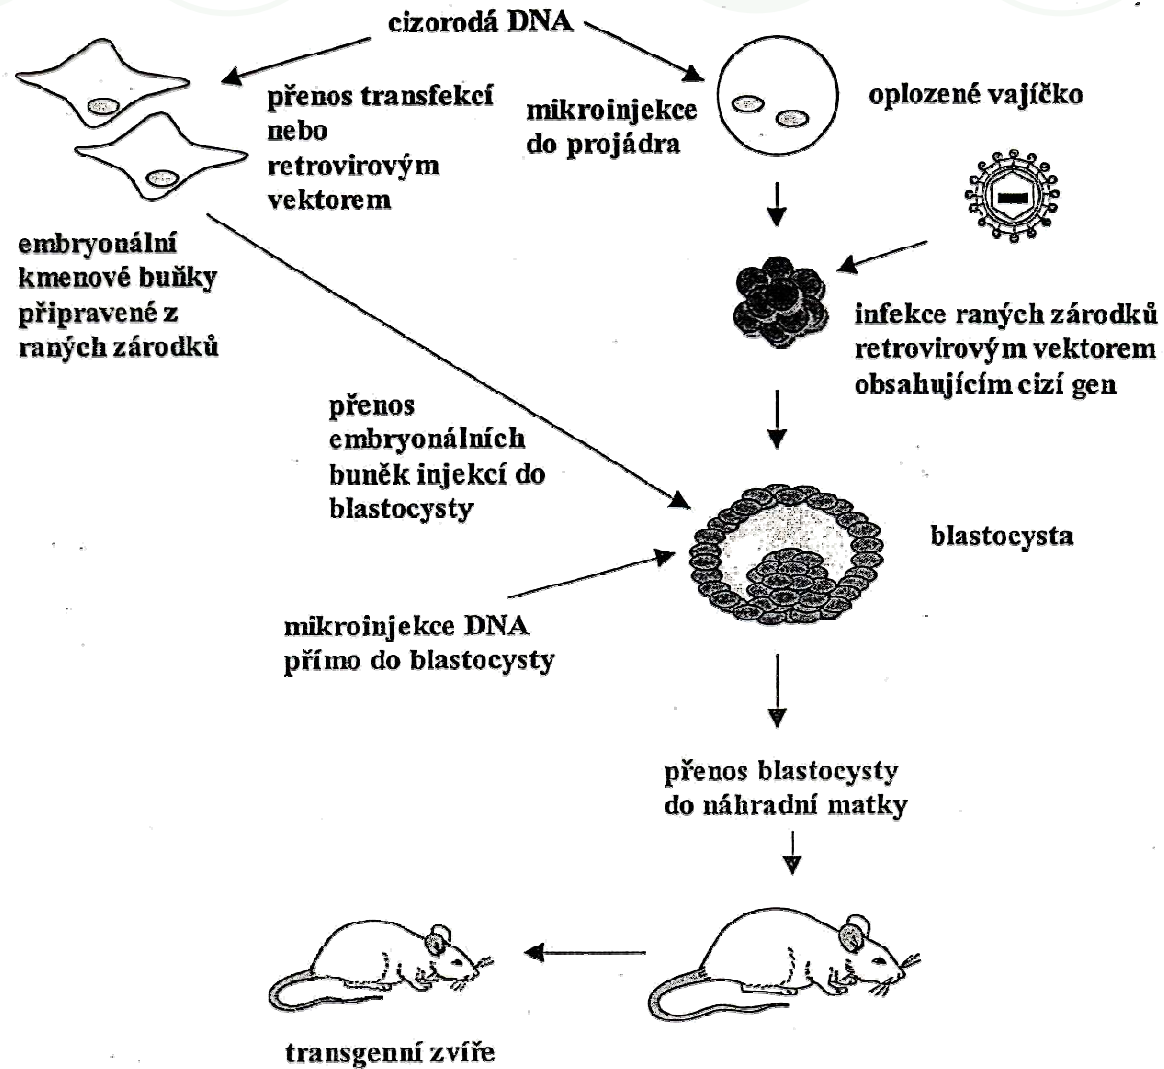 cizorodá DNA
přenos transfekcí
nebo
retrovirovým
vektorem
mikroinjekce
do projádra
oplozené vajíčko
embryonální
kmenové buňky
připravené z
raných zárodků
infekce raných zárodků
retrovirovým vektorem
obsahujícím cizí gen
přenos
embryonálních
buněk injekcí do
blastocysty
blastocysta
mikroinjekce DNA
přímo do blastocysty
přenos blastocysty
do náhradní matky
transgenní zvíře